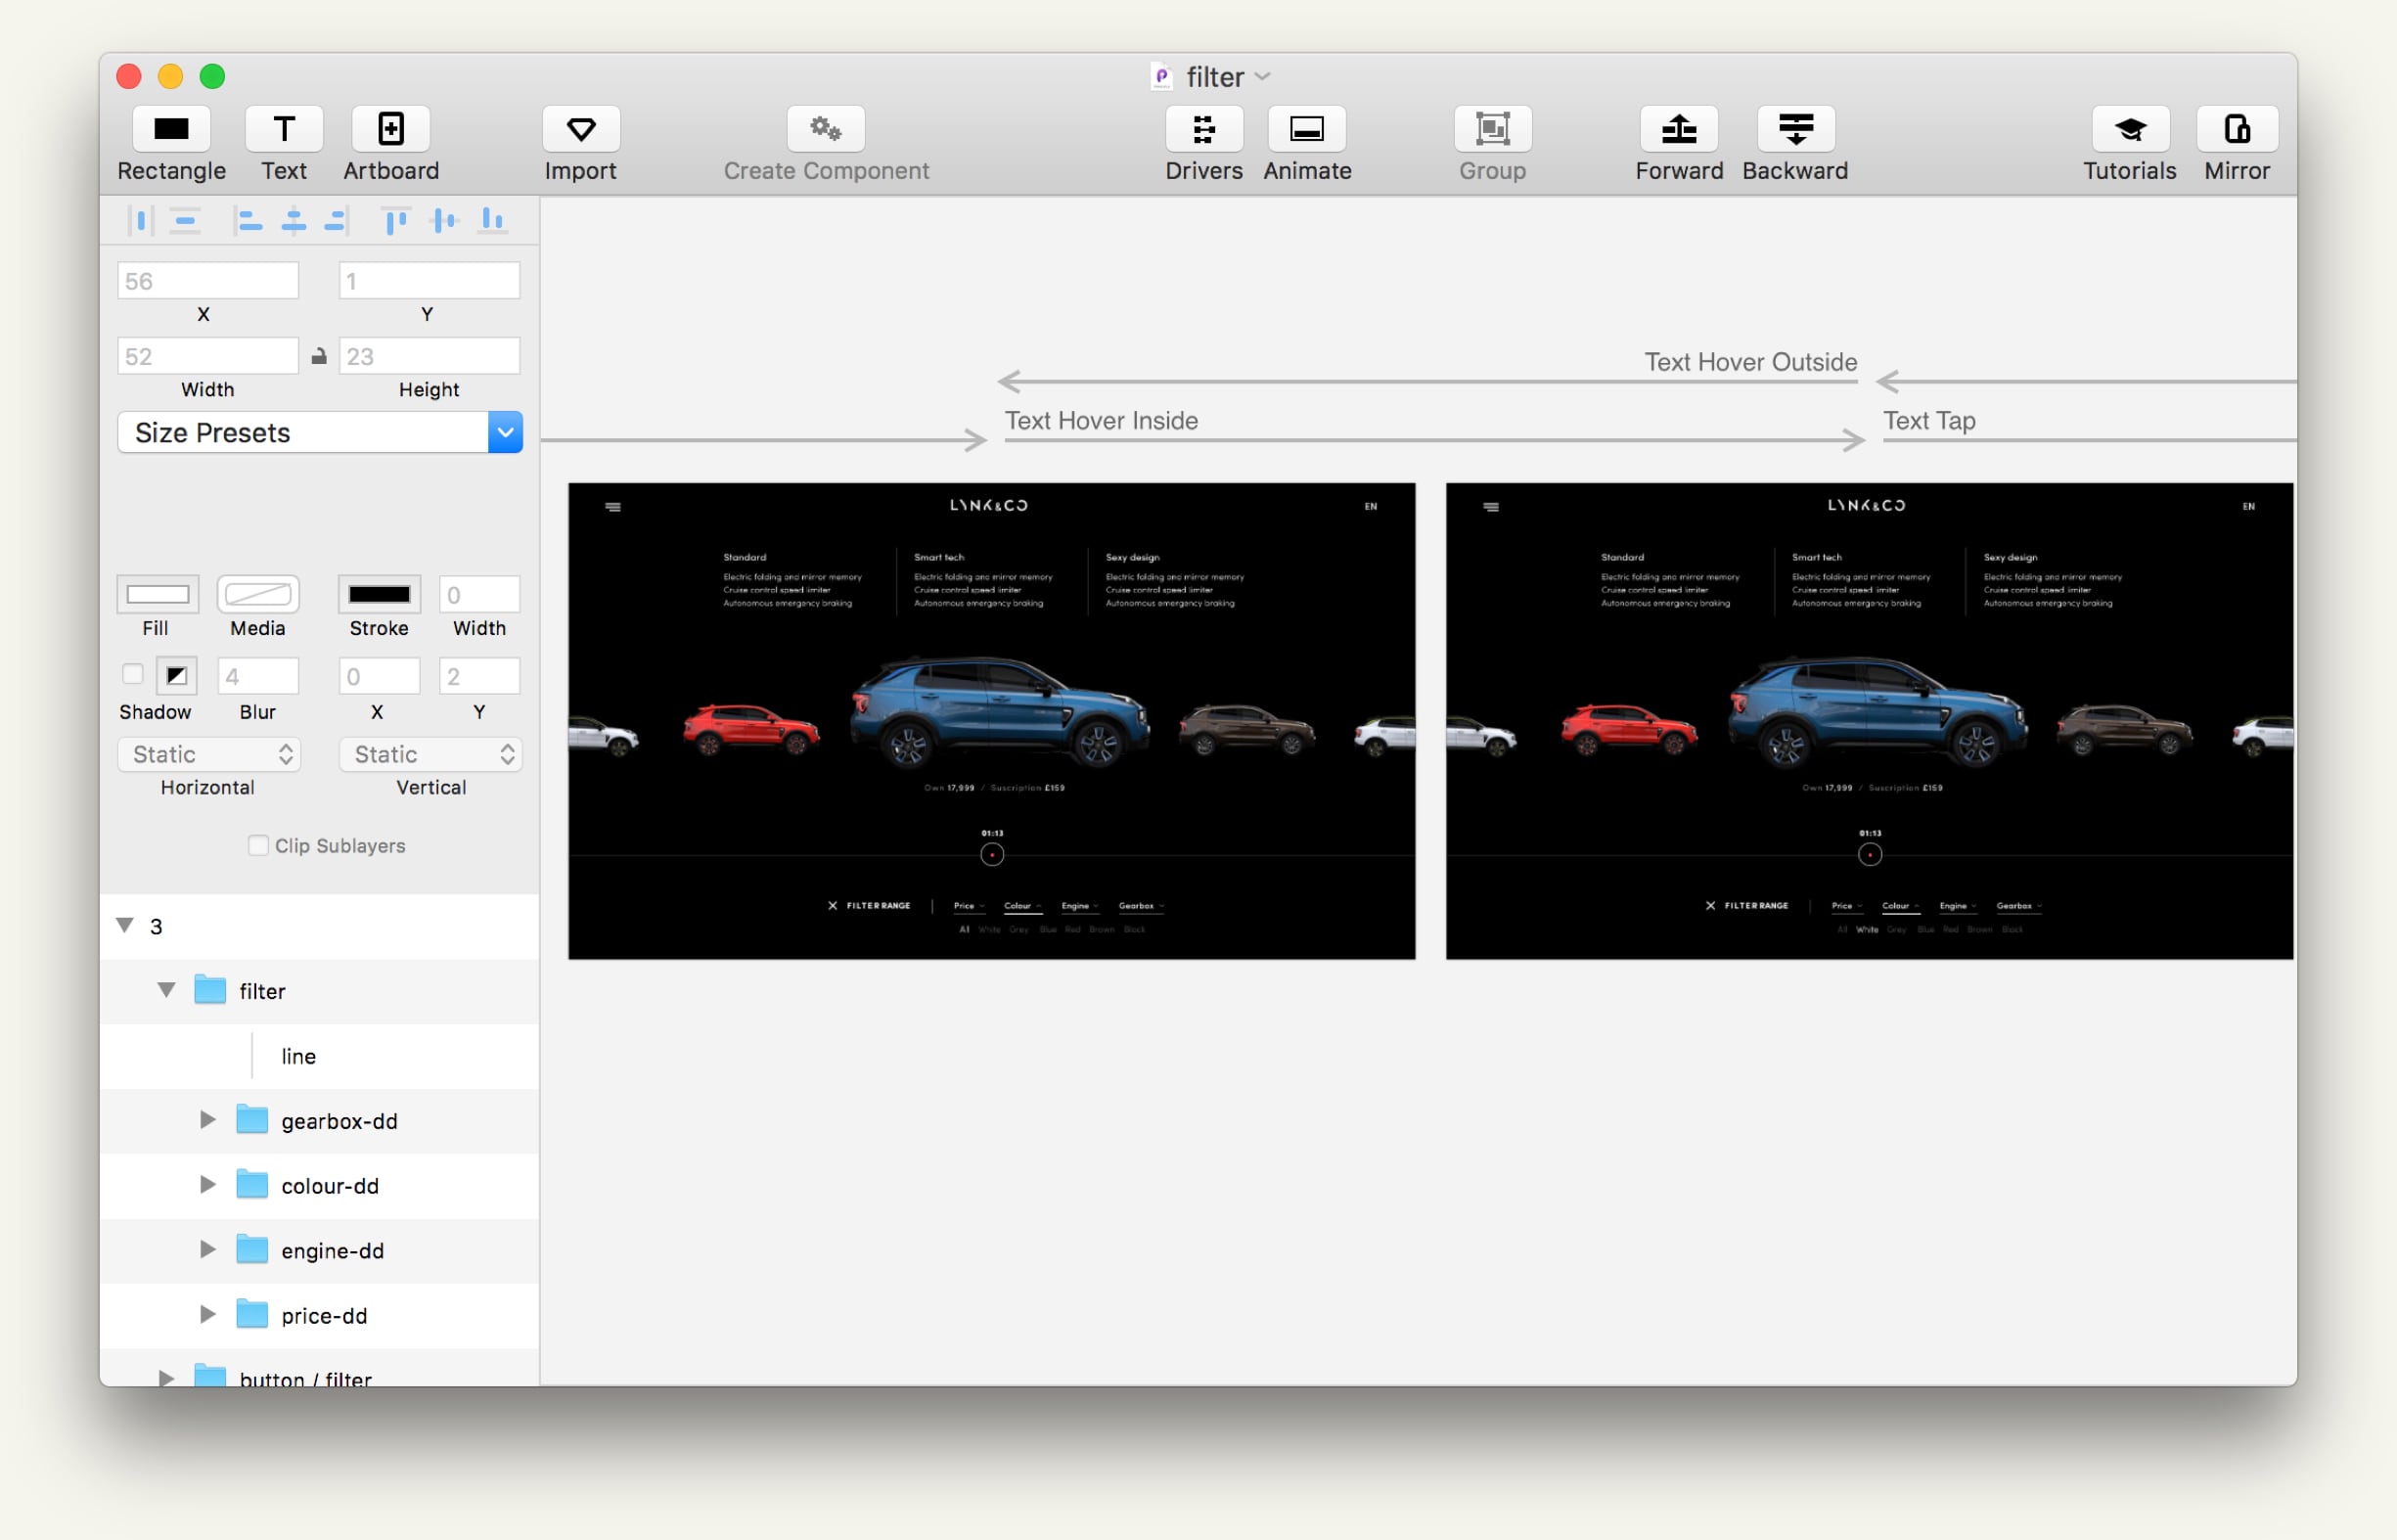 filter
Rectangle Text Artboard Import Create Component Drivers Animate Group Forward Backward Tutorials Mirror
56 1
X Y
52 23
Width Height
Size Presets
Fill Media Stroke 0 Width
4 0 2
Shadow Blur X Y
Static Static
Horizontal Vertical
Clip Sublayers
3
filter
line
gearbox-dd
colour-dd
engine-dd
price-dd
button / filter
Text Hover Outside
Text Hover Inside
Text Tap
LYNK&CO EN
Standard Smart tech Sexy design
Electric folding and mirror memory Electric folding and mirror memory Electric folding and mirror memory
Cruise control speed limiter Cruise control speed limiter Cruise control speed limiter
Autonomous emergency braking Autonomous emergency braking Autonomous emergency braking
Own 17,999 / Suscription £159
01:13
FILTER RANGE Price Colour Engine Gearbox
All White Grey Blue Red Brown Black
LYNK&CO EN
Standard Smart tech Sexy design
Electric folding and mirror memory Electric folding and mirror memory Electric folding and mirror memory
Cruise control speed limiter Cruise control speed limiter Cruise control speed limiter
Autonomous emergency braking Autonomous emergency braking Autonomous emergency braking
Own 17,999 / Suscription £159
01:13
FILTER RANGE Price Colour Engine Gearbox
All White Grey Blue Red Brown Black